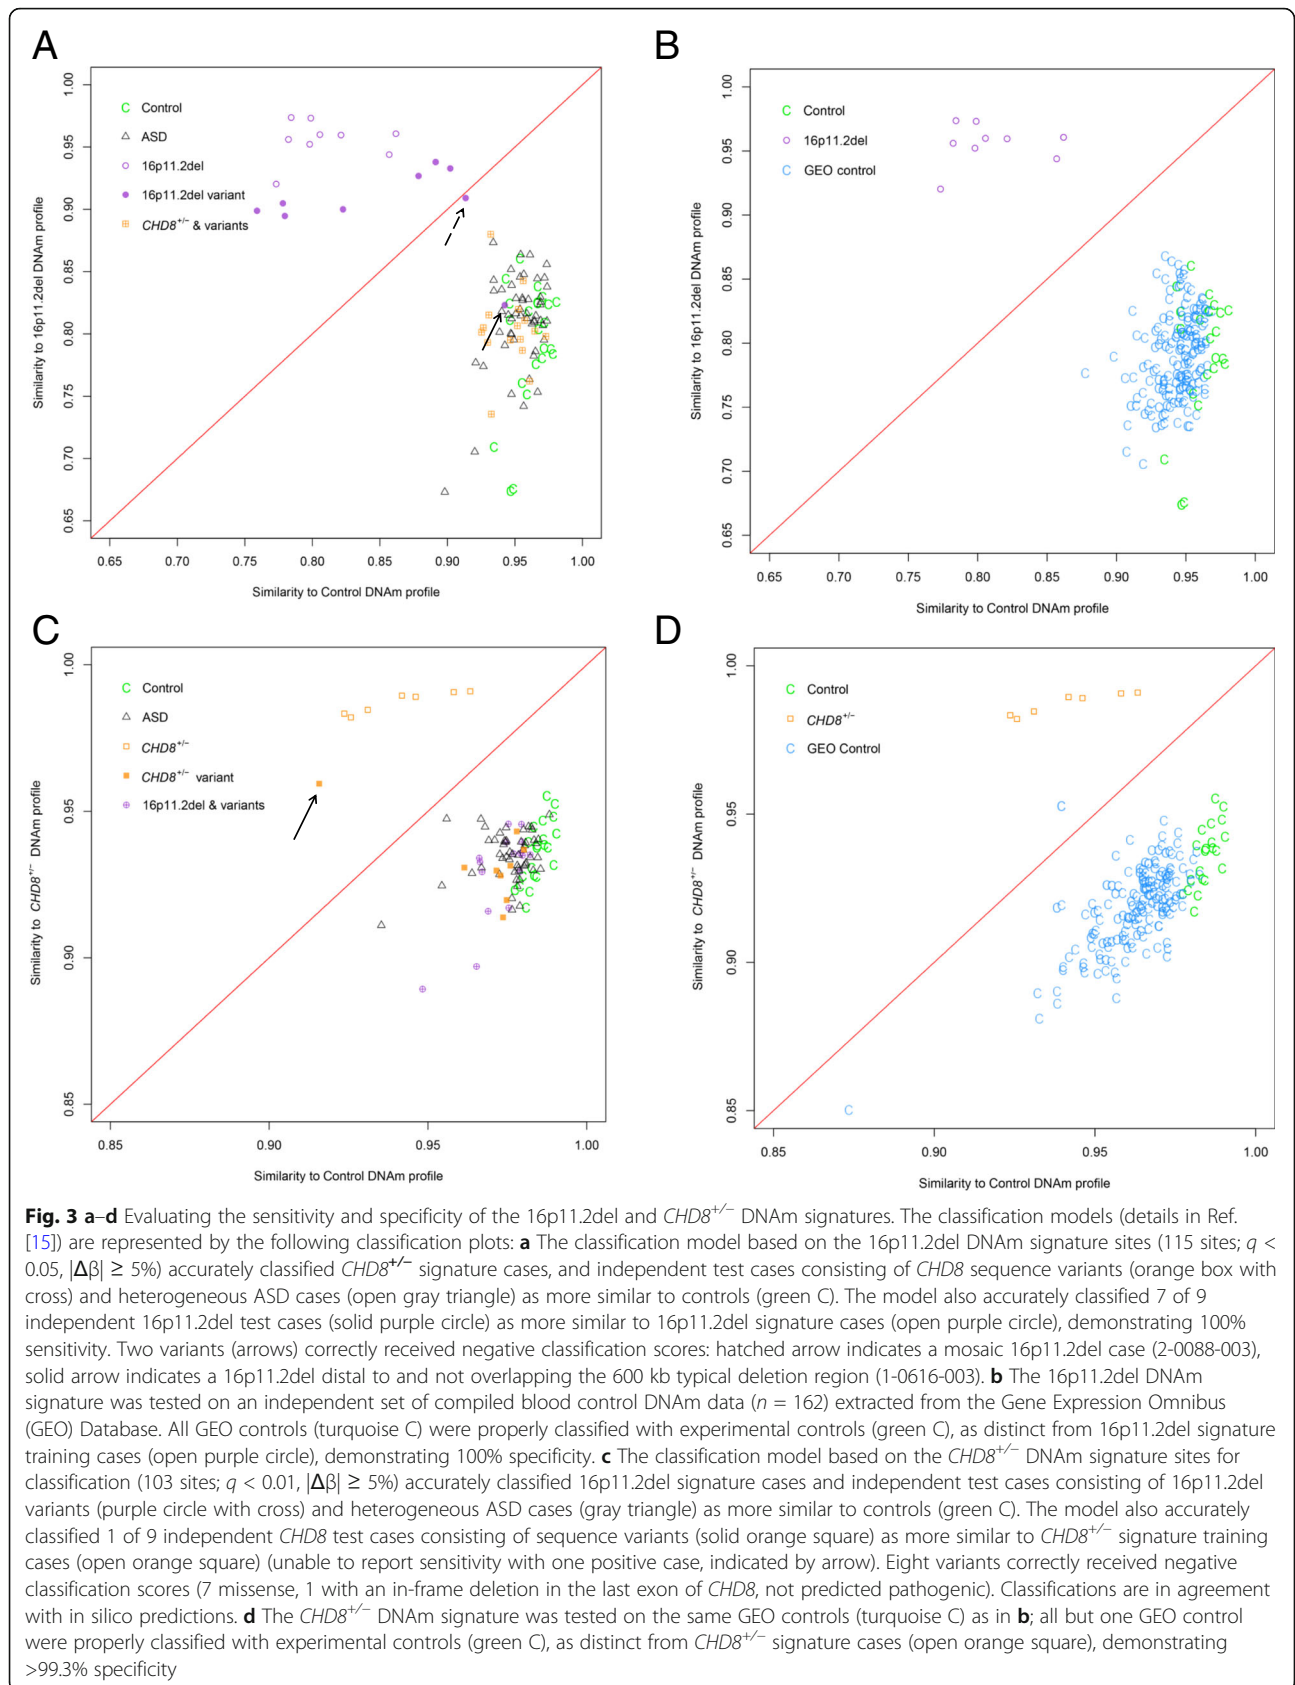 A
Control
ASD
16p11.2del
16p11.2del variant
CHD8+/− & variants
Similarity to 16p11.2del DNAm profile
1.00
0.95
0.90
0.85
0.80
0.75
0.70
0.65
0.65 0.70 0.75 0.80 0.85 0.90 0.95 1.00
Similarity to Control DNAm profile
B
Control
16p11.2del
GEO control
Similarity to 16p11.2del DNAm profile
1.00
0.95
0.90
0.85
0.80
0.75
0.70
0.65
0.65 0.70 0.75 0.80 0.85 0.90 0.95 1.00
Similarity to Control DNAm profile
C
Control
ASD
CHD8+/−
CHD8+/− variant
16p11.2del & variants
Similarity to CHD8+/− DNAm profile
1.00
0.95
0.90
0.85
0.85 0.90 0.95 1.00
Similarity to Control DNAm profile
D
Control
CHD8+/−
GEO Control
Similarity to CHD8+/− DNAm profile
1.00
0.95
0.90
0.85
0.85 0.90 0.95 1.00
Similarity to Control DNAm profile
Fig. 3 a–d Evaluating the sensitivity and specificity of the 16p11.2del and CHD8+/− DNAm signatures. The classification models (details in Ref.
[15]) are represented by the following classification plots: a The classification model based on the 16p11.2del DNAm signature sites (115 sites; q <
0.05, |Δβ| ≥ 5%) accurately classified CHD8+/− signature cases, and independent test cases consisting of CHD8 sequence variants (orange box with
cross) and heterogeneous ASD cases (open gray triangle) as more similar to controls (green C). The model also accurately classified 7 of 9
independent 16p11.2del test cases (solid purple circle) as more similar to 16p11.2del signature cases (open purple circle), demonstrating 100%
sensitivity. Two variants (arrows) correctly received negative classification scores: hatched arrow indicates a mosaic 16p11.2del case (2-0088-003),
solid arrow indicates a 16p11.2del distal to and not overlapping the 600 kb typical deletion region (1-0616-003). b The 16p11.2del DNAm
signature was tested on an independent set of compiled blood control DNAm data (n = 162) extracted from the Gene Expression Omnibus
(GEO) Database. All GEO controls (turquoise C) were properly classified with experimental controls (green C), as distinct from 16p11.2del signature
training cases (open purple circle), demonstrating 100% specificity. c The classification model based on the CHD8+/− DNAm signature sites for
classification (103 sites; q < 0.01, |Δβ| ≥ 5%) accurately classified 16p11.2del signature cases and independent test cases consisting of 16p11.2del
variants (purple circle with cross) and heterogeneous ASD cases (gray triangle) as more similar to controls (green C). The model also accurately
classified 1 of 9 independent CHD8 test cases consisting of sequence variants (solid orange square) as more similar to CHD8+/− signature training
cases (open orange square) (unable to report sensitivity with one positive case, indicated by arrow). Eight variants correctly received negative
classification scores (7 missense, 1 with an in-frame deletion in the last exon of CHD8, not predicted pathogenic). Classifications are in agreement
with in silico predictions. d The CHD8+/− DNAm signature was tested on the same GEO controls (turquoise C) as in b; all but one GEO control
were properly classified with experimental controls (green C), as distinct from CHD8+/− signature cases (open orange square), demonstrating
>99.3% specificity